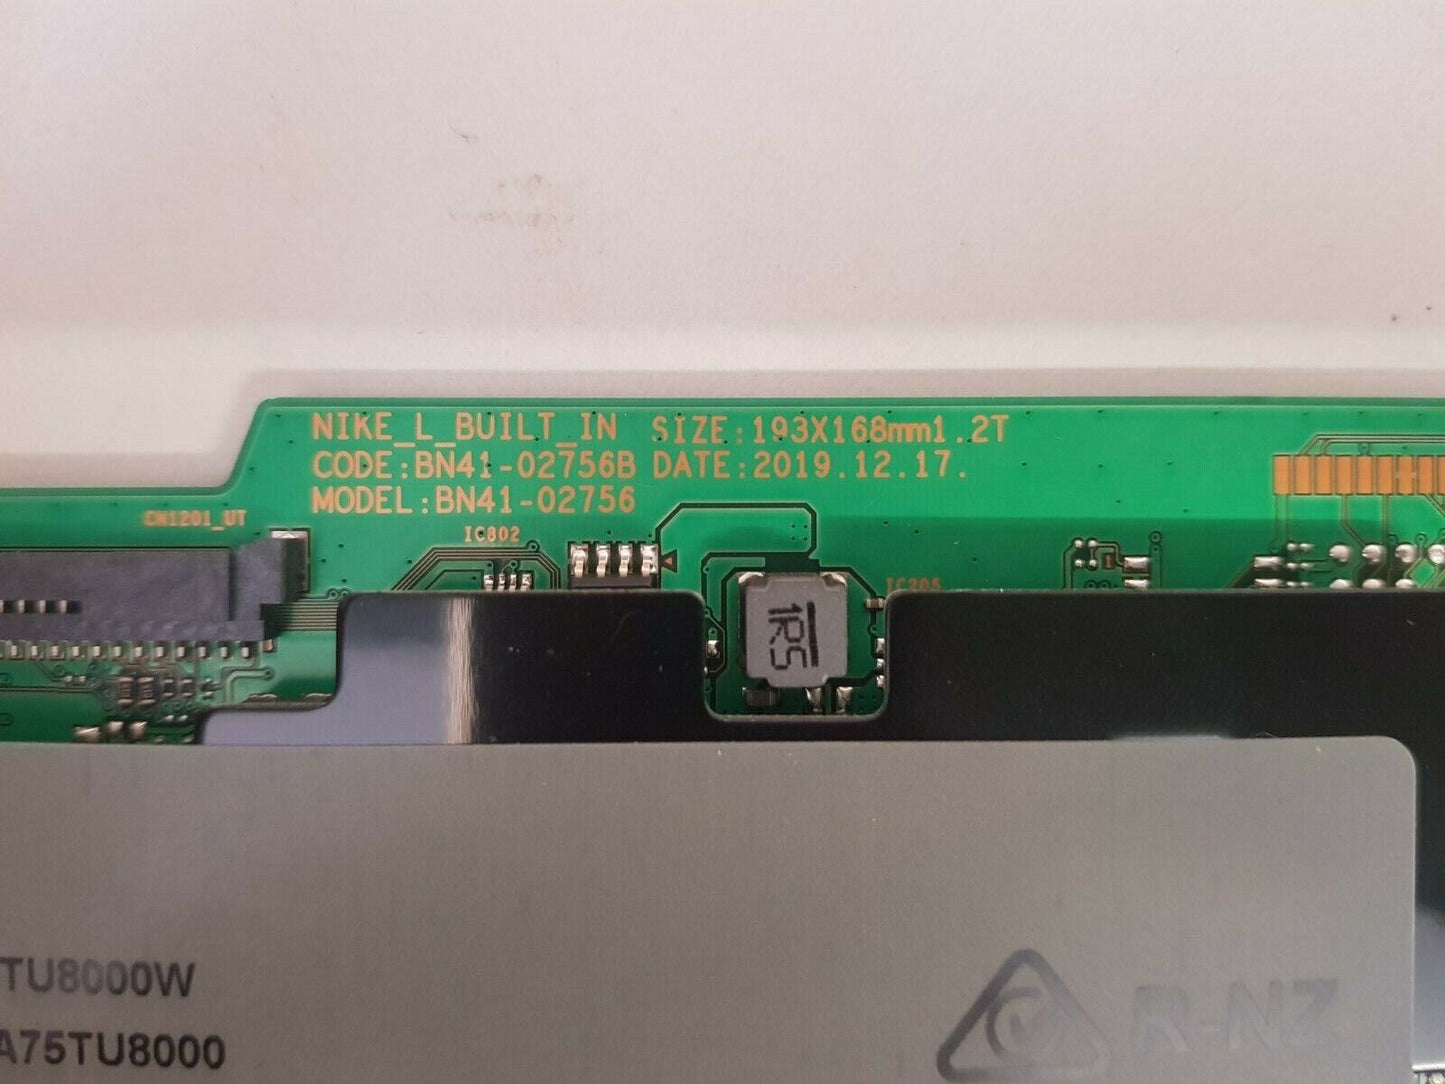 NIKE_L_BUILT_IN SIZE:193X168mm1.2T
CODE:BN41-02756B DATE:2019.12.17.
MODEL:BN41-02756
CN1201_UT
IC802
IC205
1R5
TU8000W
A75TU8000
R-NZ